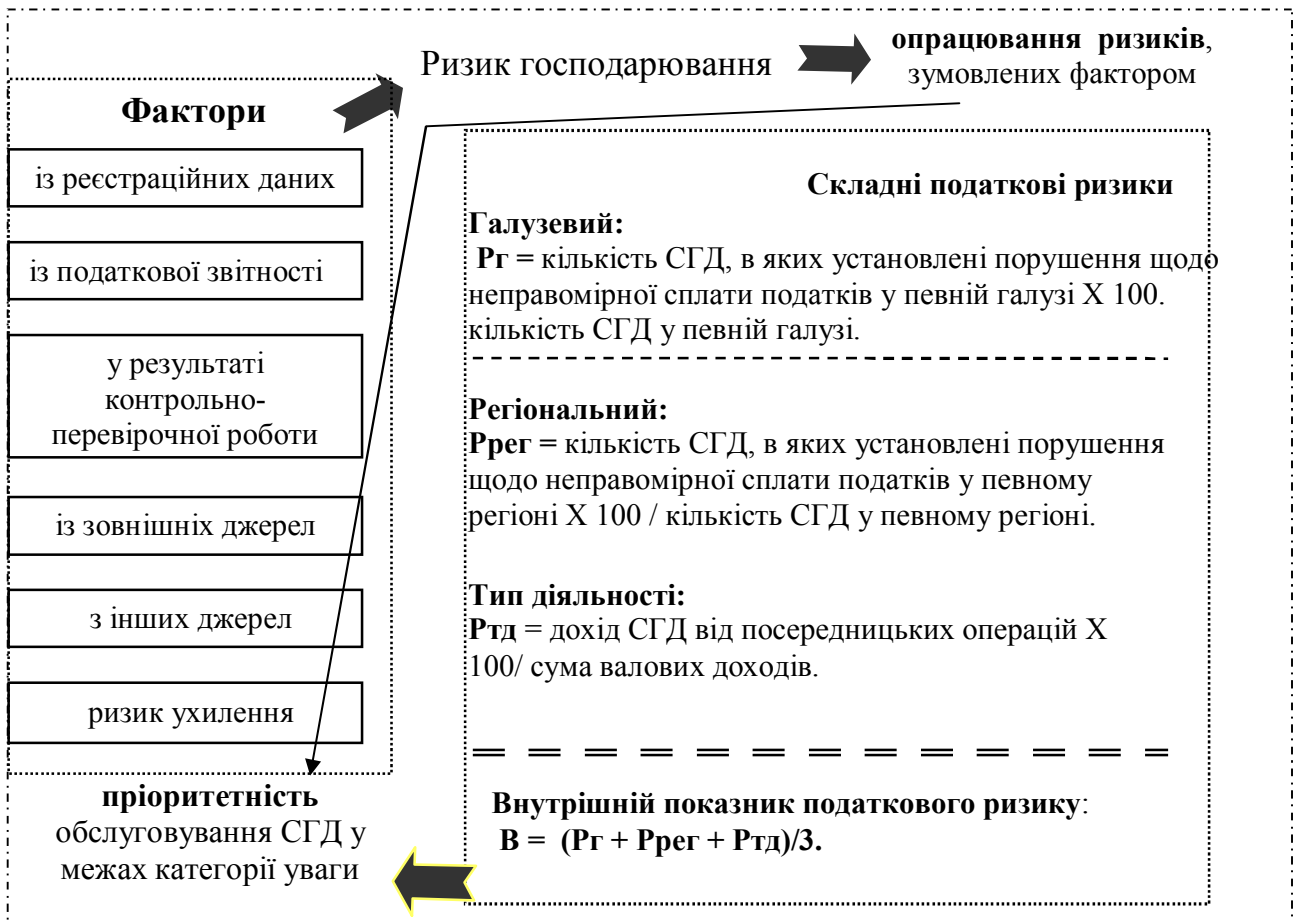 Ризик господарювання
опрацювання ризиків,
зумовлених фактором
Фактори
із реєстраційних даних
із податкової звітності
у результаті
контрольно-
перевірочної роботи
із зовнішніх джерел
з інших джерел
ризик ухилення
пріоритетність
обслуговування СГД у
межах категорії уваги
Складні податкові ризики
Галузевий:
Рг = кількість СГД, в яких установлені порушення щодо
неправомірної сплати податків у певній галузі Х 100.
кількість СГД у певній галузі.
Регіональний:
Ррег = кількість СГД, в яких установлені порушення
щодо неправомірної сплати податків у певному
регіоні Х 100 / кількість СГД у певному регіоні.
Тип діяльності:
Ртд = дохід СГД від посередницьких операцій Х
100/ сума валових доходів.
Внутрішній показник податкового ризику:
В = (Рг + Ррег + Ртд)/3.